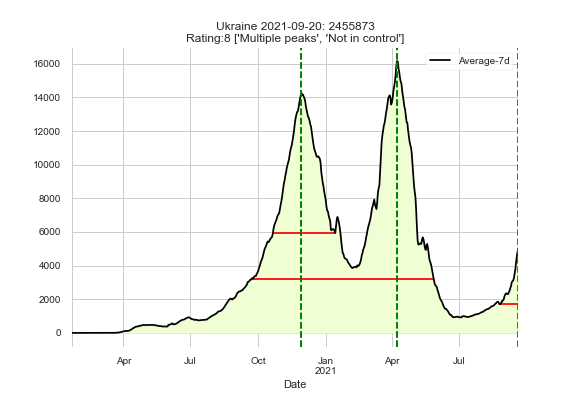 Ukraine 2021-09-20: 2455873
Rating:8 ['Multiple peaks', 'Not in control']
Average-7d
16000
14000
12000
10000
8000
6000
4000
2000
0
Apr Jul Oct Jan Apr Jul
2021
Date